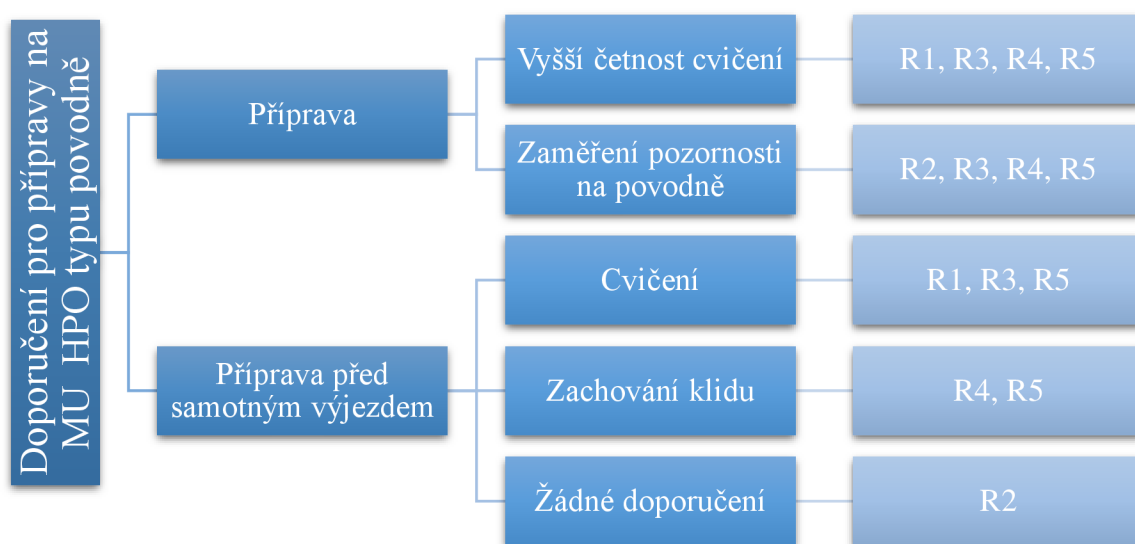 Doporučení pro přípravy na
MU HPO typu povodně
Příprava
Vyšší četnost cvičení
R1, R3, R4, R5
Zaměření pozornosti
na povodně
R2, R3, R4, R5
Příprava před
samotným výjezdem
Cvičení
R1, R3, R5
Zachování klidu
R4, R5
Žádné doporučení
R2